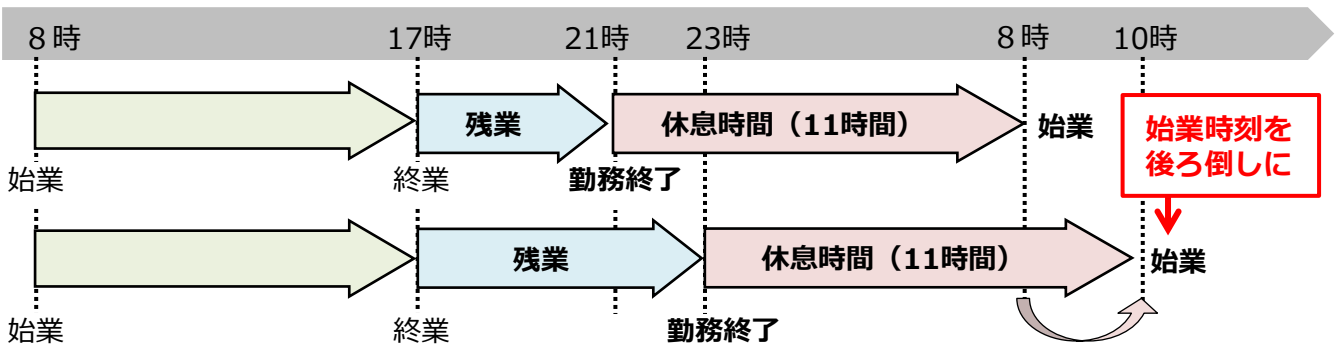 ８時 17時 21時 23時 ８時 10時
残業 休息時間（11時間） 始業
始業時刻を
後ろ倒しに
始業 終業 勤務終了
残業 休息時間（11時間） 始業
始業 終業 勤務終了